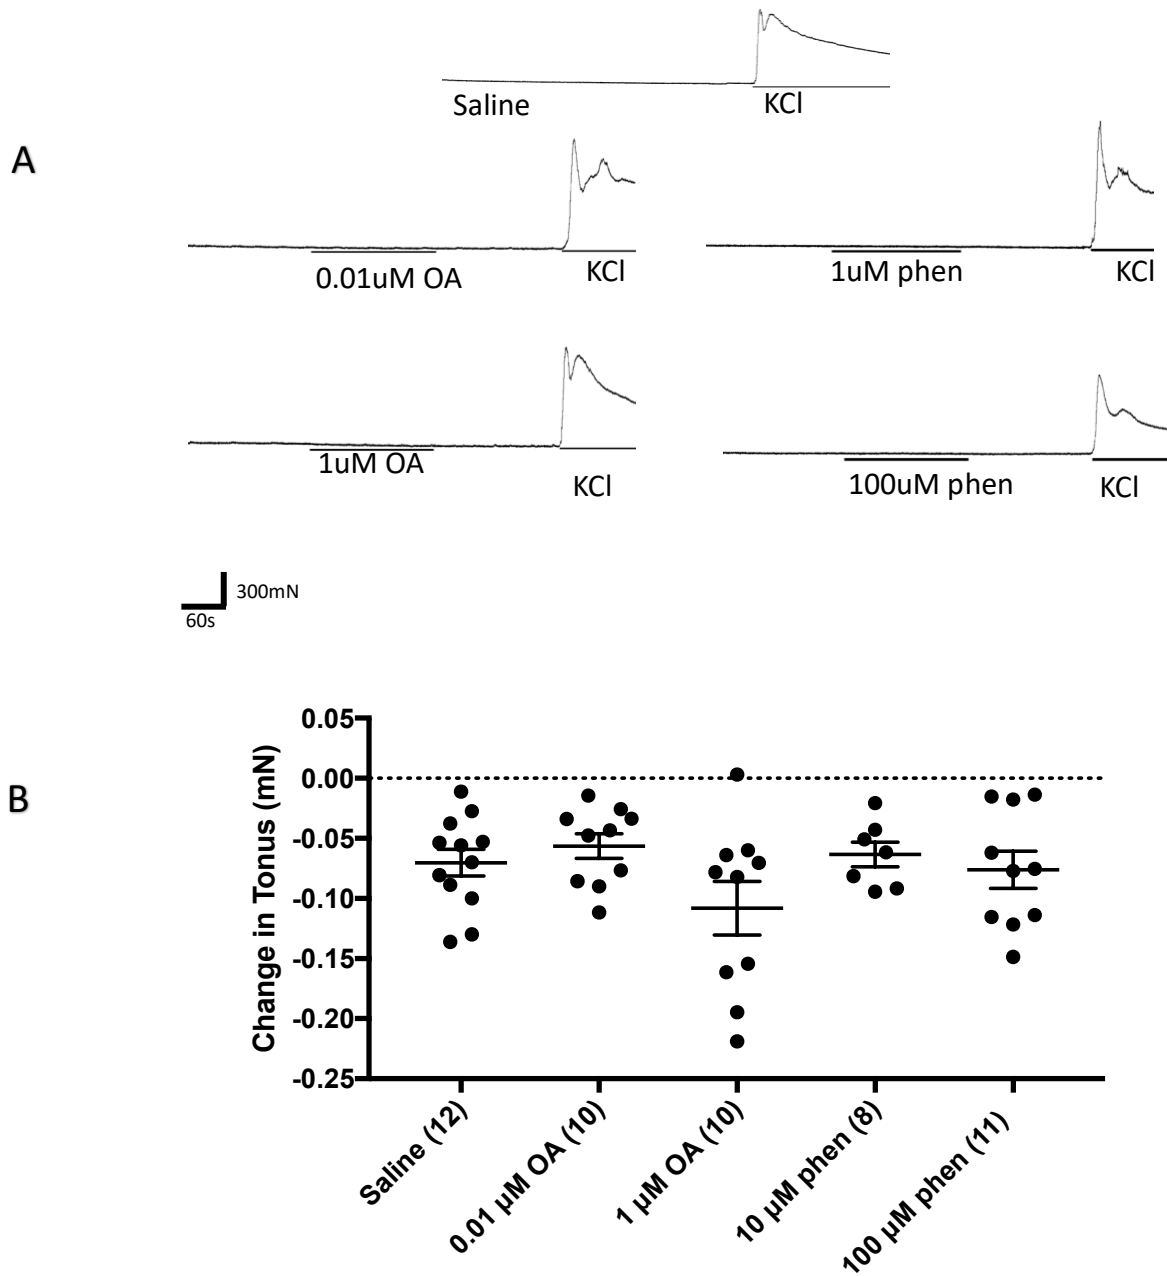 Saline KCl
A
0.01uM OA KCl
1uM phen KCl
1uM OA KCl
100uM phen KCl
300mN
60s
B
Change in Tonus (mN)
0.05
0.00
-0.05
-0.10
-0.15
-0.20
-0.25
Saline (12)
0.01 µM OA (10)
1 µM OA (10)
10 µM phen (8)
100 µM phen (11)